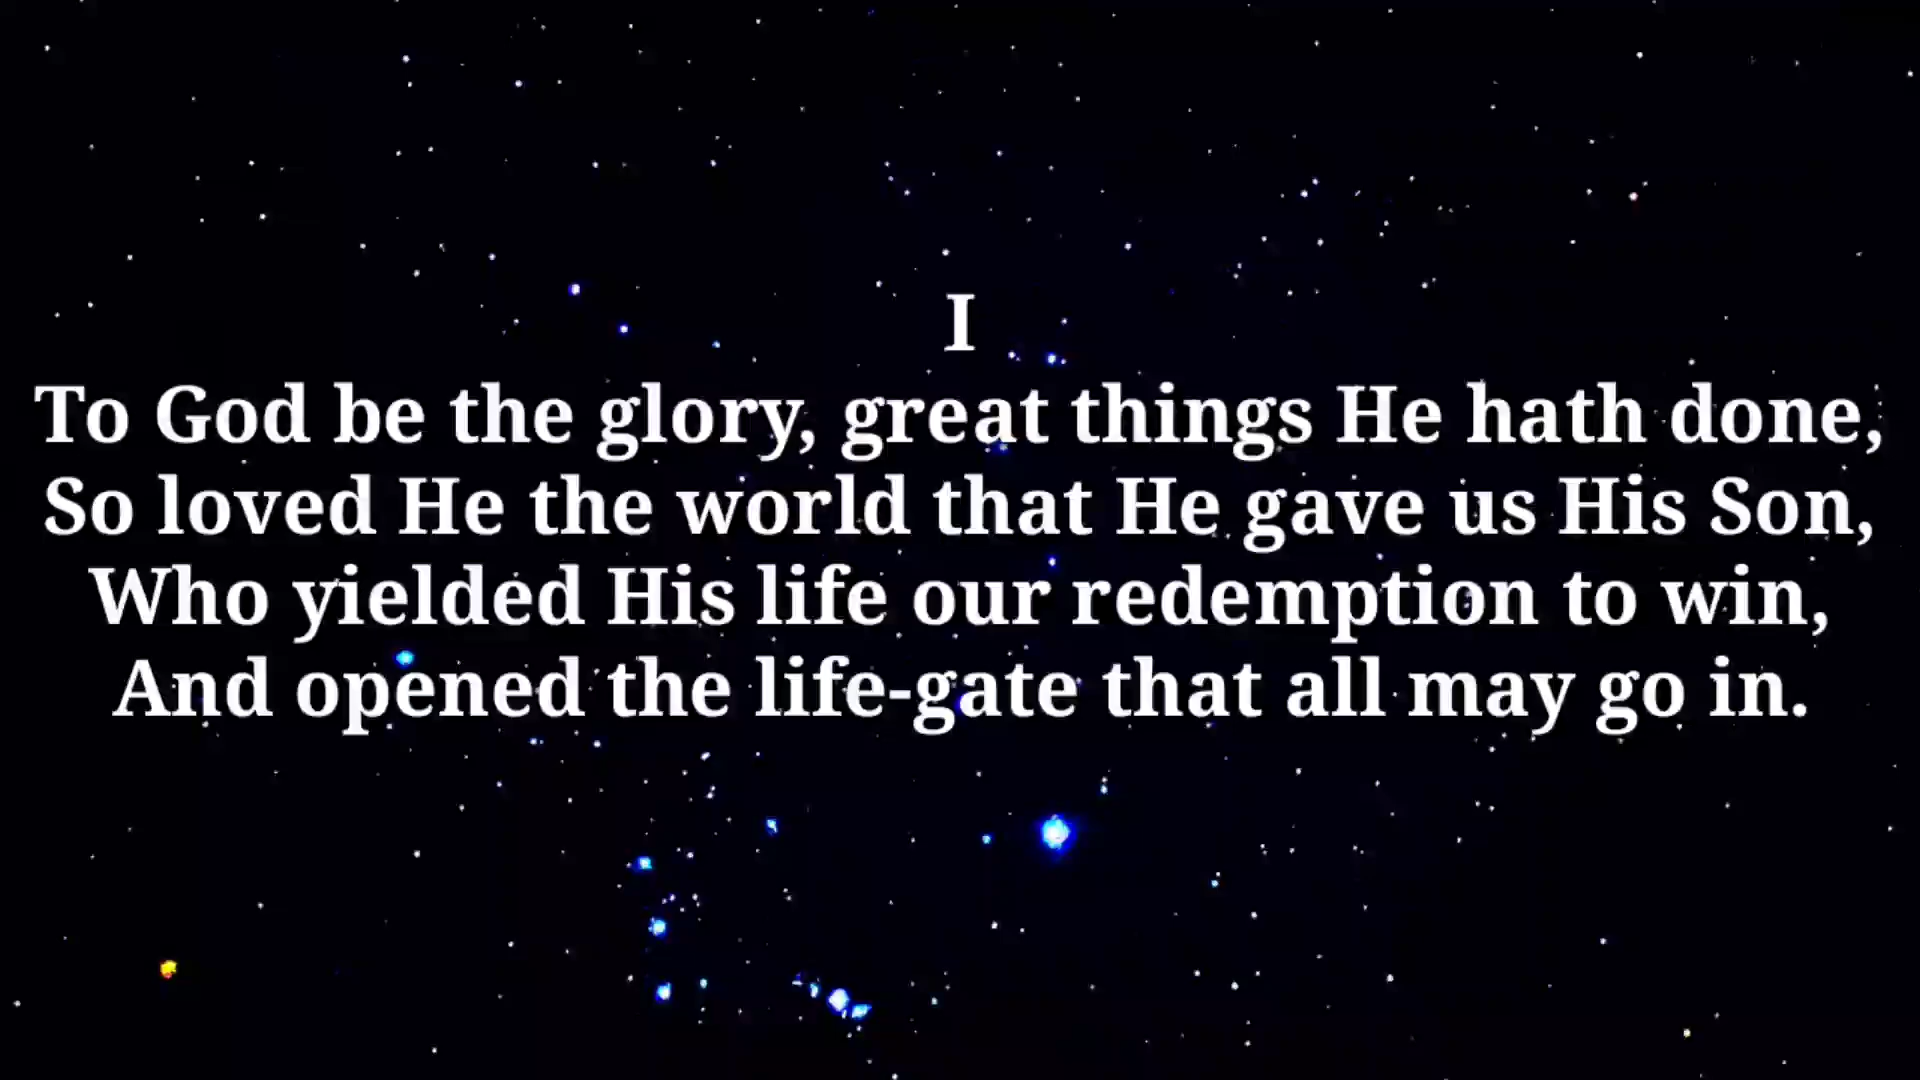 I
To God be the glory, great things He hath done,
So loved He the world that He gave us His Son,
Who yielded His life our redemption to win,
And opened the life-gate that all may go in.